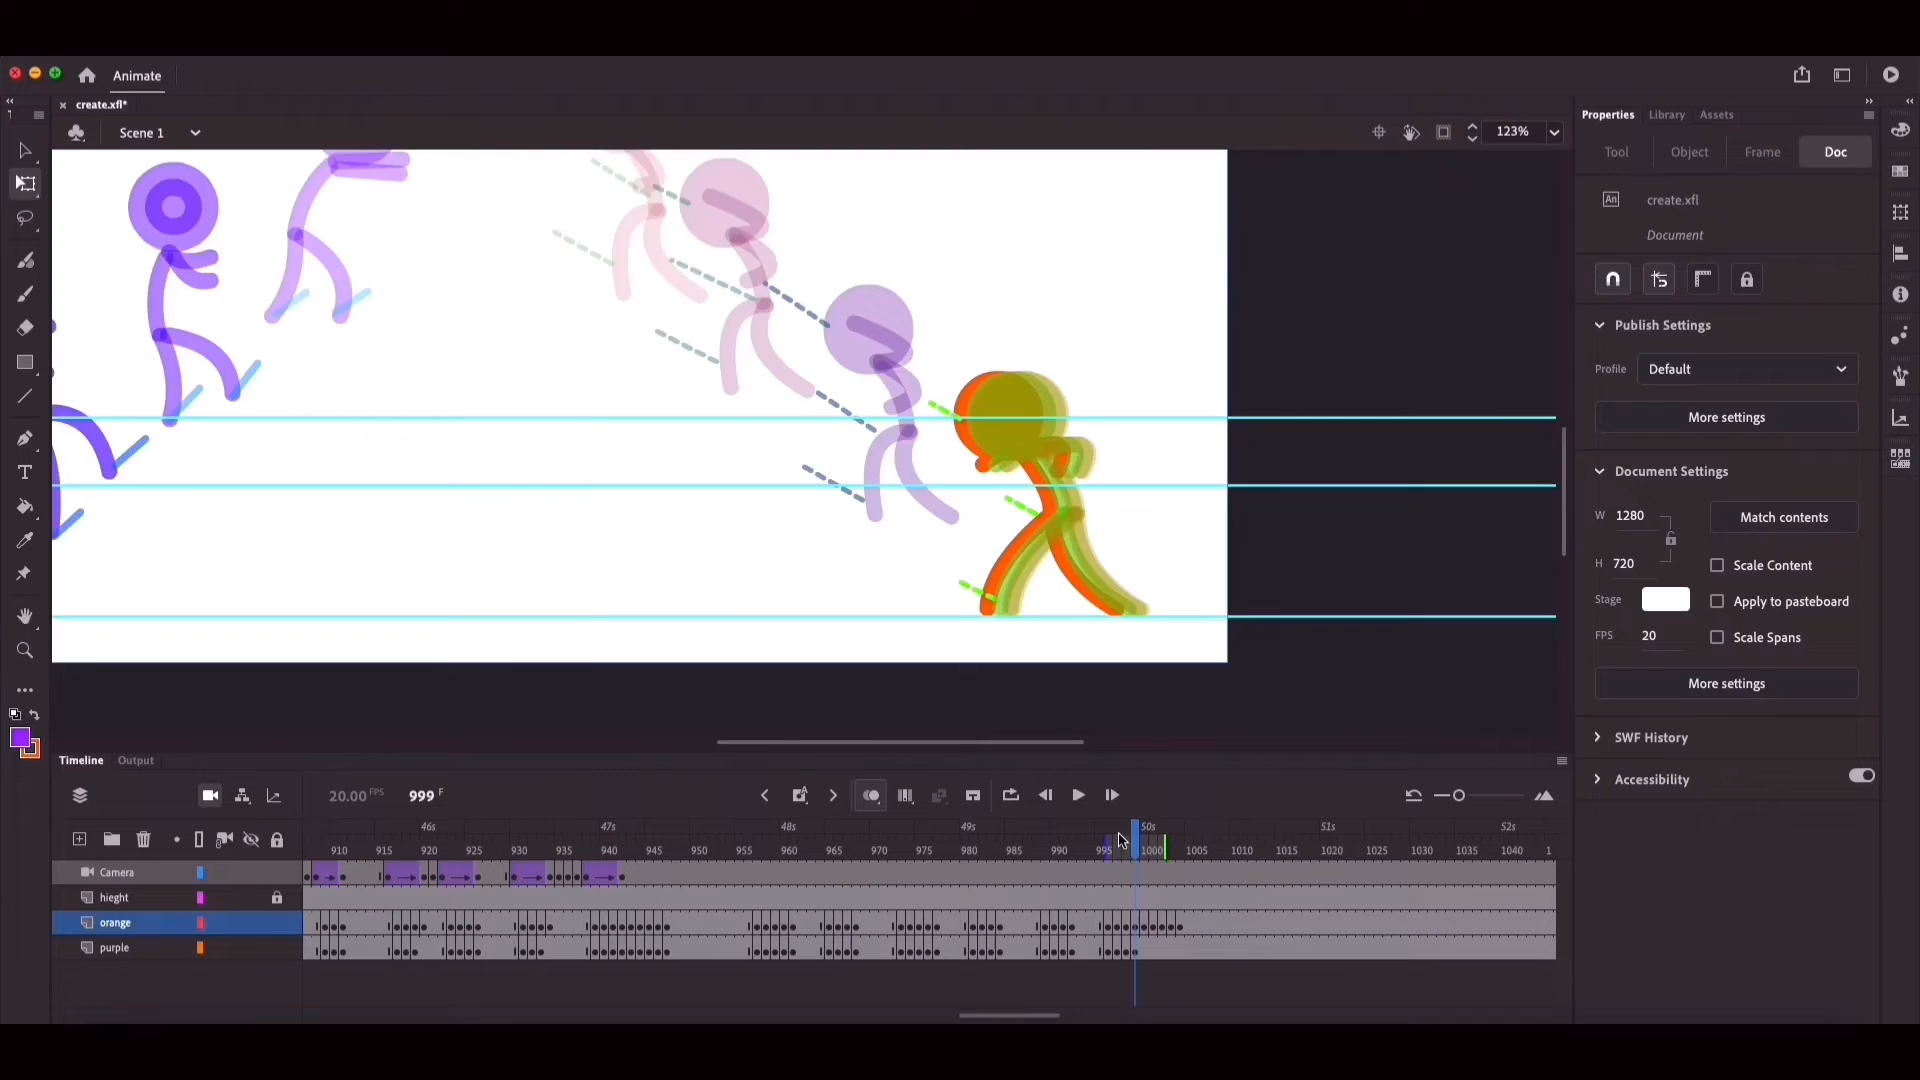 Animate
create.xfl*
Scene 1
123%
Properties Library Assets
Tool Object Frame Doc
An create.xfl
Document
Publish Settings
Profile Default
More settings
Document Settings
W 1280 Match contents
H 720 Scale Content
Stage Apply to pasteboard
FPS 20 Scale Spans
More settings
SWF History
Accessibility
Timeline Output
20.00 FPS 999 F
46s 47s 48s 49s 50s 51s 52s
910 915 920 925 930 935 940 945 950 955 960 965 970 975 980 985 990 995 1000 1005 1010 1015 1020 1025 1030 1035 1040 1
Camera
hieght
orange
purple